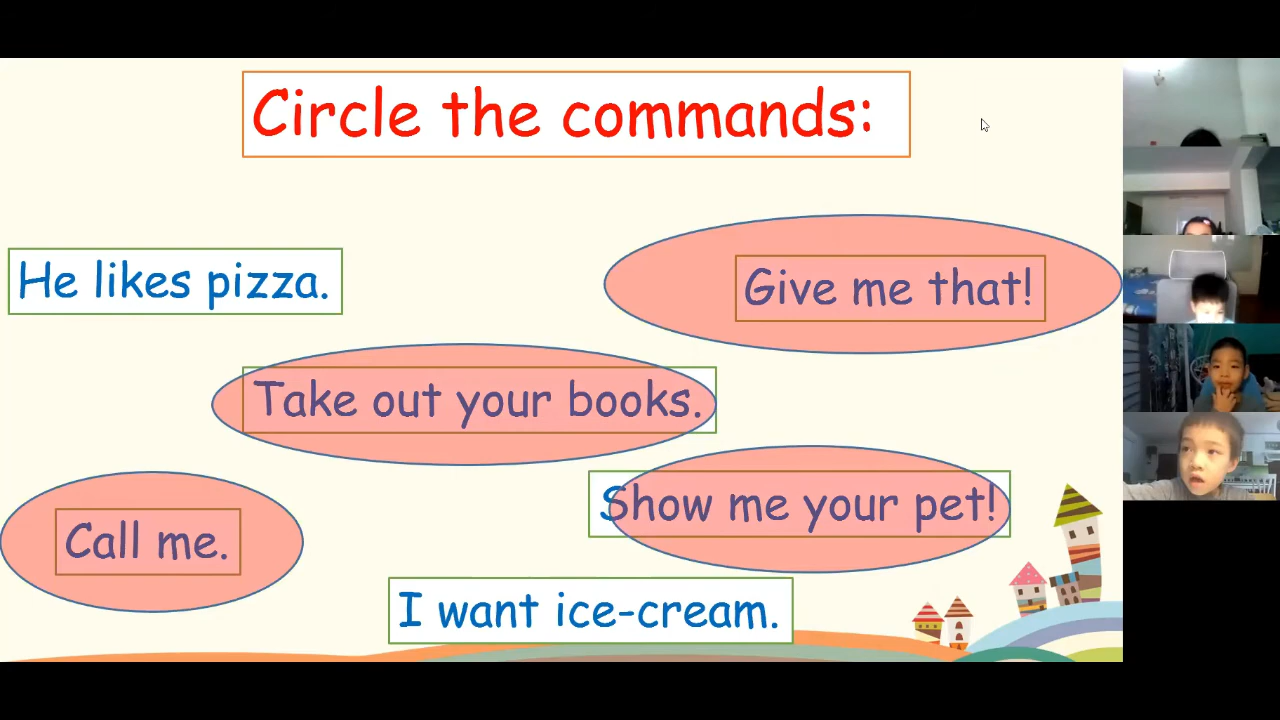 Circle the commands:
He likes pizza.
Give me that!
Take out your books.
Show me your pet!
Call me.
I want ice-cream.